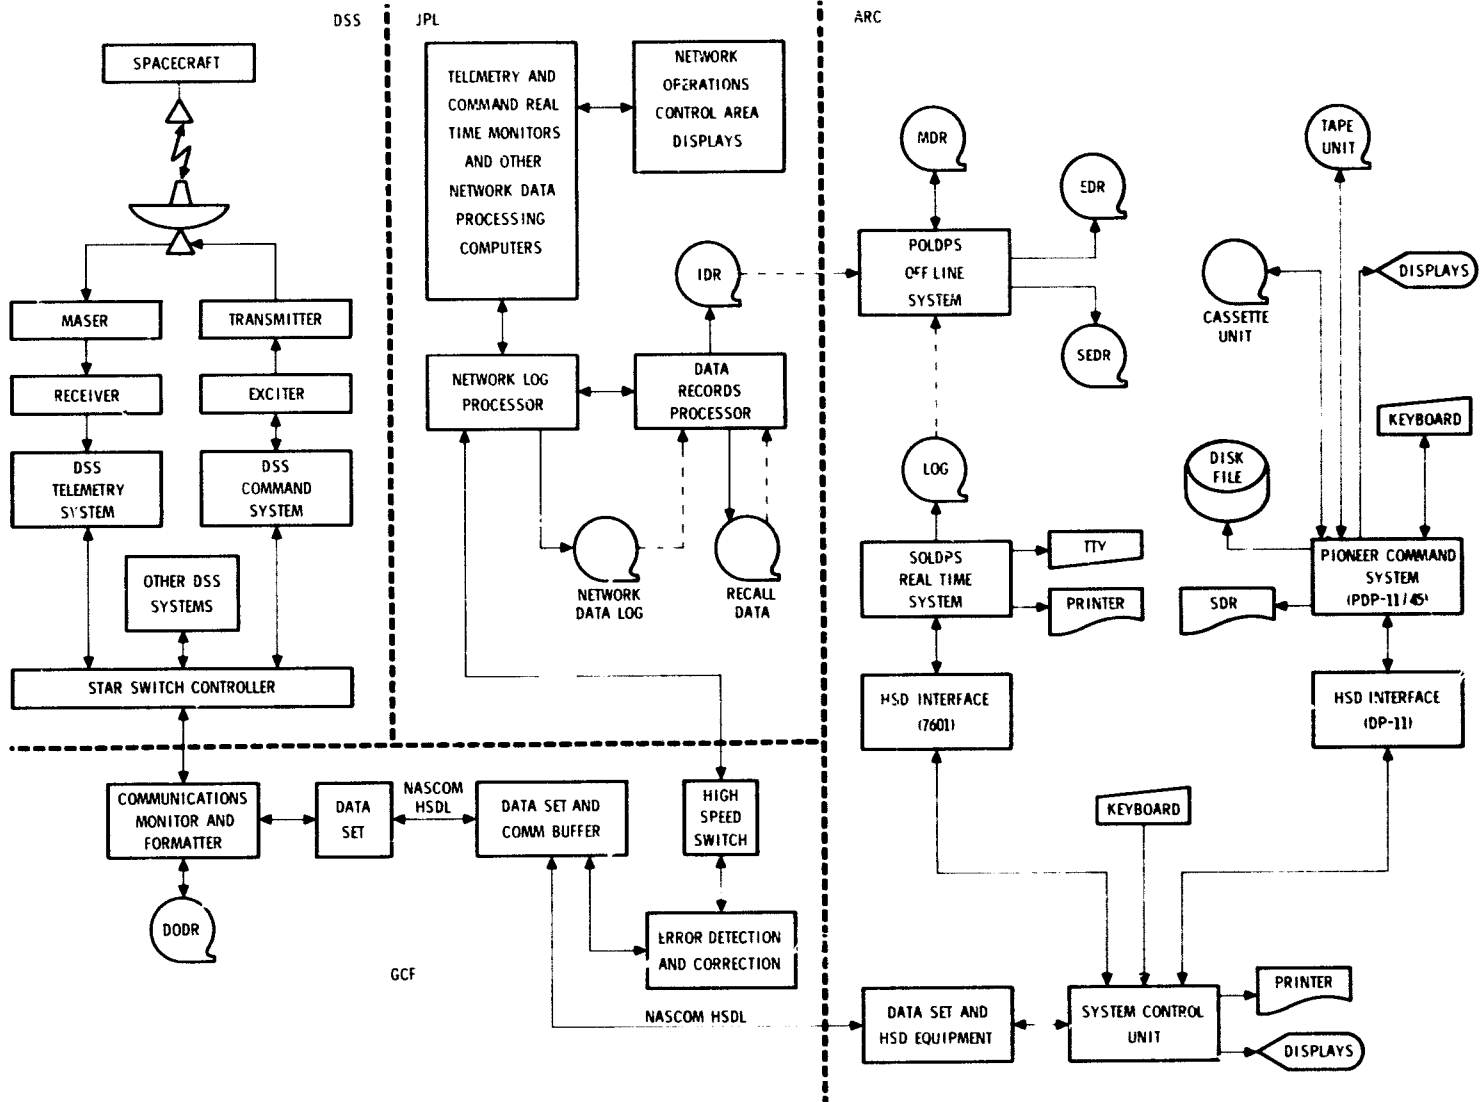 DSS
SPACECRAFT
MASER
TRANSMITTER
RECEIVER
EXCITER
DSS
TELEMETRY
SYSTEM
DSS
COMMAND
SYSTEM
OTHER DSS
SYSTEMS
STAR SWITCH CONTROLLER
JPL
TELEMETRY AND
COMMAND REAL
TIME MONITORS
AND OTHER
NETWORK DATA
PROCESSING
COMPUTERS
NETWORK
OPERATIONS
CONTROL AREA
DISPLAYS
IDR
NETWORK LOG
PROCESSOR
DATA
RECORDS
PROCESSOR
NETWORK
DATA LOG
RECALL
DATA
COMMUNICATIONS
MONITOR AND
FORMATTER
DATA
SET
NASCOM
HSDL
DATA SET AND
COMM BUFFER
HIGH
SPEED
SWITCH
DODR
ERROR DETECTION
AND CORRECTION
GCF
NASCOM HSDL
ARC
MDR
EDR
POLDPS
OFF LINE
SYSTEM
SEDR
LOG
SOLDPS
REAL TIME
SYSTEM
TTY
PRINTER
HSD INTERFACE
(7601)
TAPE
UNIT
CASSETTE
UNIT
DISPLAYS
KEYBOARD
DISK
FILE
PIONEER COMMAND
SYSTEM
(PDP-11/45)
SDR
HSD INTERFACE
(DP-11)
KEYBOARD
DATA SET AND
HSD EQUIPMENT
SYSTEM CONTROL
UNIT
PRINTER
DISPLAYS